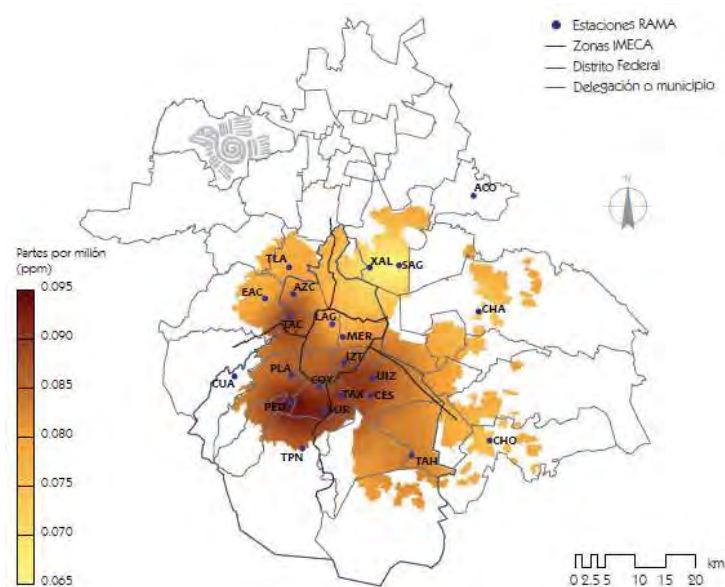 Estaciones RAMA
Zonas IMECA
Distrito Federal
Delegación o municipio
N
ACO
Partes por millón
(ppm)
0.095
0.090
0.085
0.080
0.075
0.070
0.065
TLA
XAL
SAG
EAC
AZC
CHA
TAC
LAG
MER
IZT
CUA
PLA
COY
UIZ
PED
TAX
CES
SUR
CHO
TPN
TAH
km
0 2.5 5 10 15 20